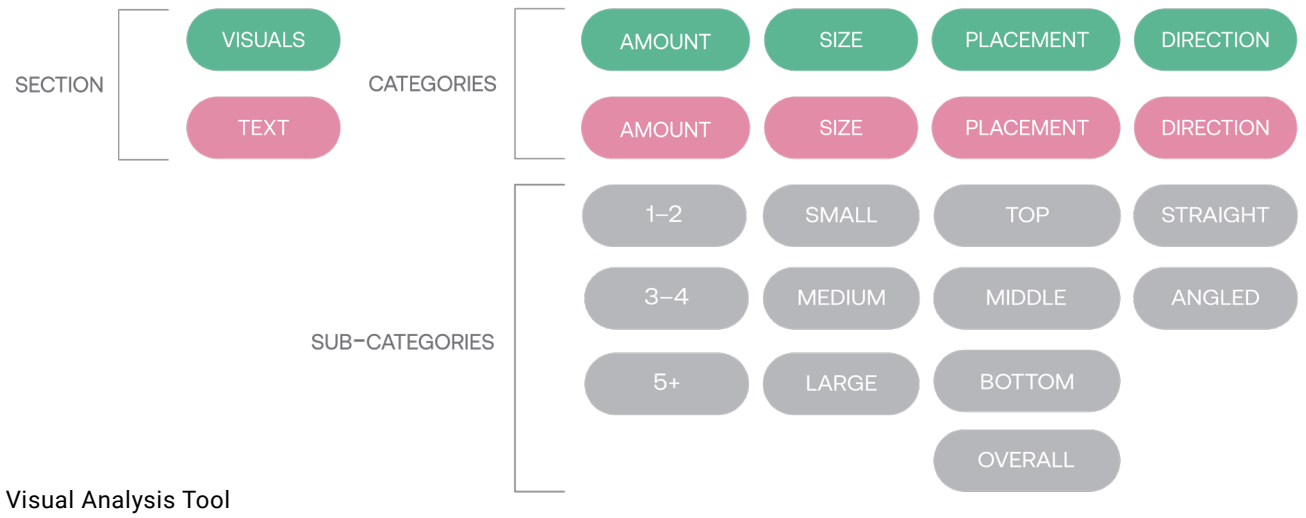 SECTION
VISUALS
TEXT
CATEGORIES
AMOUNT SIZE PLACEMENT DIRECTION
AMOUNT SIZE PLACEMENT DIRECTION
SUB-CATEGORIES
1–2 SMALL TOP STRAIGHT
3–4 MEDIUM MIDDLE ANGLED
5+ LARGE BOTTOM
OVERALL
Visual Analysis Tool